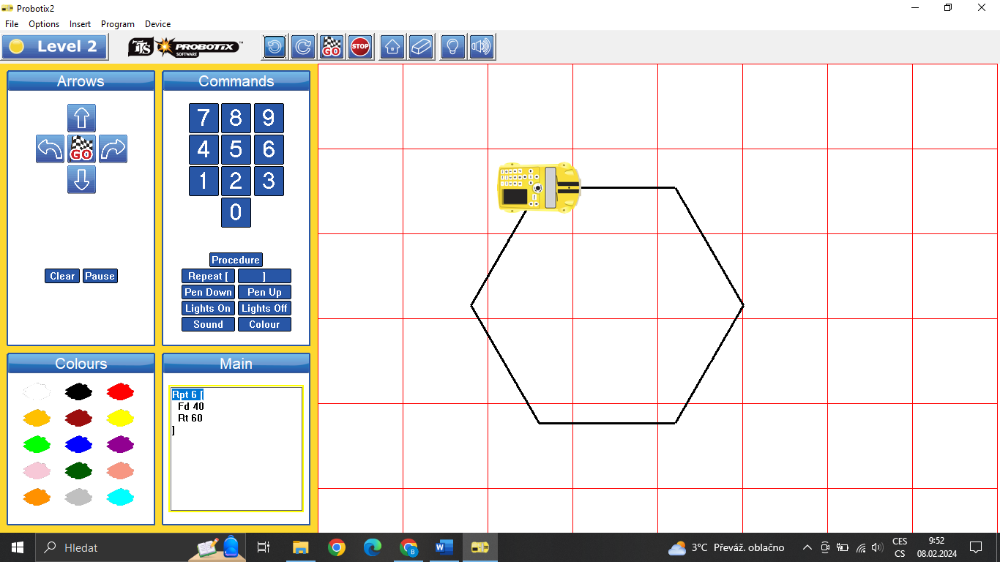 Probotix2
File Options Insert Program Device
Level 2
TTS PROBOTIX™
SOFTWARE
GO
STOP
Arrows
GO
Clear Pause
Commands
7 8 9
4 5 6
1 2 3
0
Procedure
Repeat [ ]
Pen Down Pen Up
Lights On Lights Off
Sound Colour
Colours
Main
Rpt 6 [
Fd 40
Rt 60
]
Hledat
3°C Převáž. oblačno
CES
CS
9:52
08.02.2024